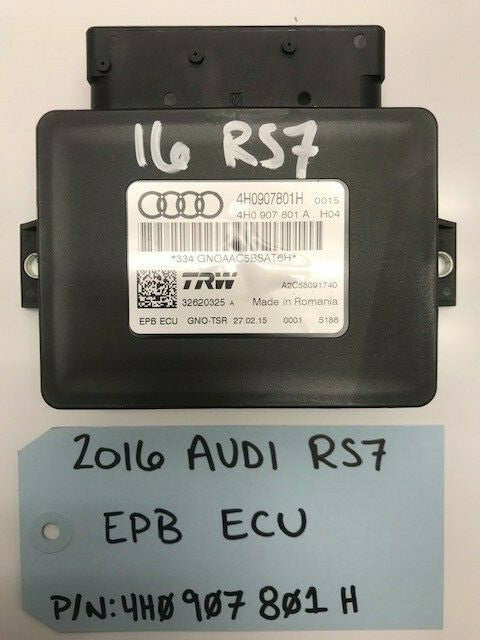 16 RS7
4H0907801H 0015
4H0 907 801 A H04
*334 GNOAAC5BSAT6H*
TRW A2C58091740
32620325 A Made in Romania
EPB ECU GNO-TSR 27.02.15 0001 5186
2016 AUDI RS7
EPB ECU
P/N: 4H0 907 801 H